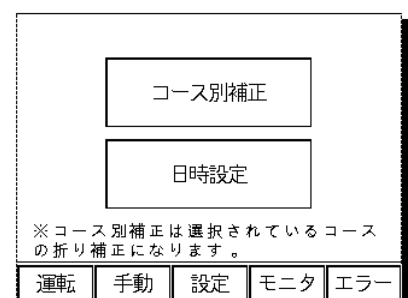 コース別補正
日時設定
※コース別補正は選択されているコース
の折り補正になります。
運転 手動 設定 モニタ エラー